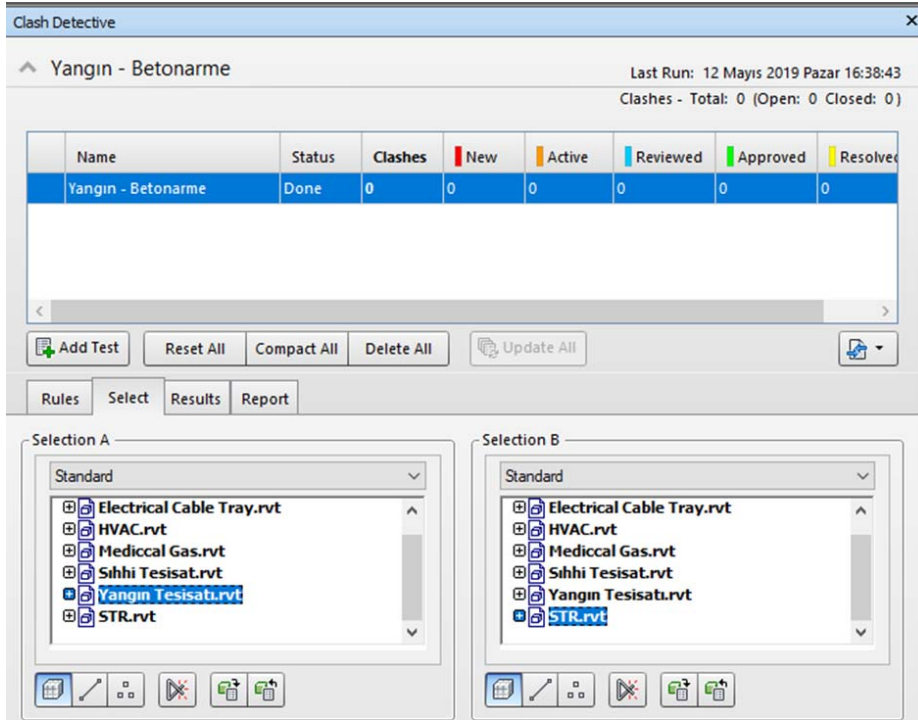 Clash Detective
Yangın - Betonarme
Last Run: 12 Mayıs 2019 Pazar 16:38:43
Clashes - Total: 0 (Open: 0 Closed: 0)
Name Status Clashes New Active Reviewed Approved Resolved
Yangın - Betonarme Done 0 0 0 0 0 0
Add Test Reset All Compact All Delete All Update All
Rules Select Results Report
Selection A
Standard
Electrical Cable Tray.rvt
HVAC.rvt
Mediccal Gas.rvt
Sıhhi Tesisat.rvt
Yangın Tesisatı.rvt
STR.rvt
Selection B
Standard
Electrical Cable Tray.rvt
HVAC.rvt
Mediccal Gas.rvt
Sıhhi Tesisat.rvt
Yangın Tesisatı.rvt
STR.rvt